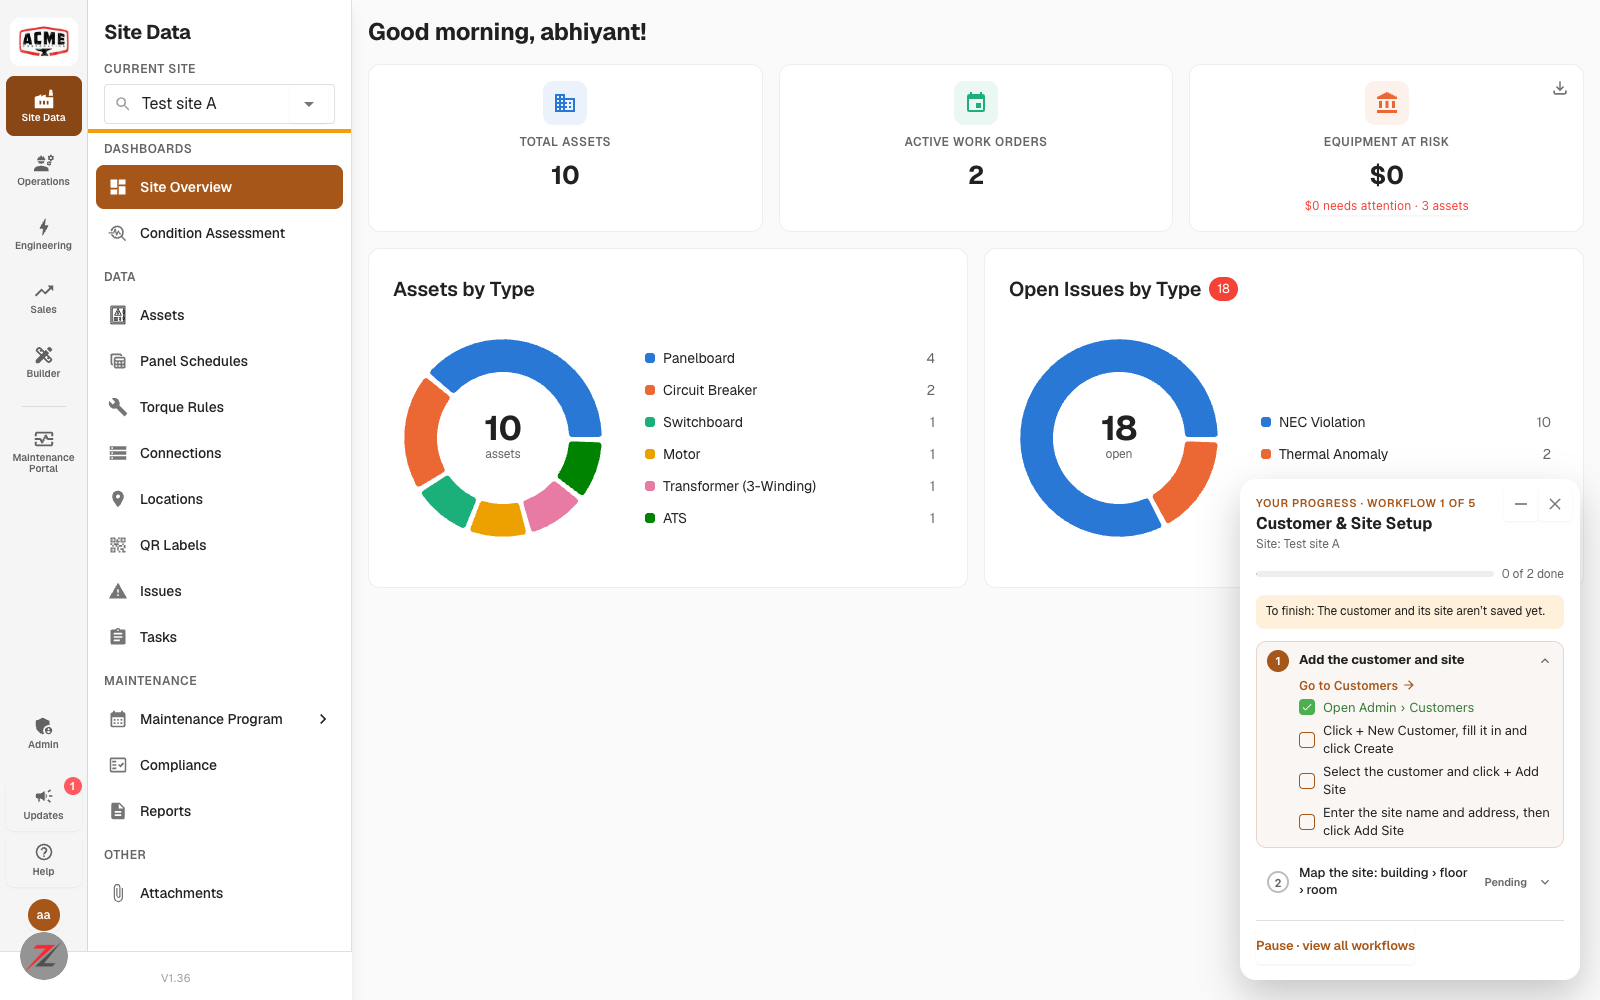 ACME
Site Data
Operations
Engineering
Sales
Builder
Maintenance
Portal
Admin
1
Updates
Help
aa
Site Data
CURRENT SITE
Test site A
DASHBOARDS
Site Overview
Condition Assessment
DATA
Assets
Panel Schedules
Torque Rules
Connections
Locations
QR Labels
Issues
Tasks
MAINTENANCE
Maintenance Program
Compliance
Reports
OTHER
Attachments
V1.36
Good morning, abhiyant!
TOTAL ASSETS
10
ACTIVE WORK ORDERS
2
EQUIPMENT AT RISK
$0
$0 needs attention · 3 assets
Assets by Type
10
assets
Panelboard 4
Circuit Breaker 2
Switchboard 1
Motor 1
Transformer (3-Winding) 1
ATS 1
Open Issues by Type 18
18
open
NEC Violation 10
Thermal Anomaly 2
YOUR PROGRESS · WORKFLOW 1 OF 5
Customer & Site Setup
Site: Test site A
0 of 2 done
To finish: The customer and its site aren't saved yet.
1 Add the customer and site
Go to Customers →
Open Admin › Customers
Click + New Customer, fill it in and
click Create
Select the customer and click + Add
Site
Enter the site name and address, then
click Add Site
2 Map the site: building › floor
› room
Pending
Pause · view all workflows